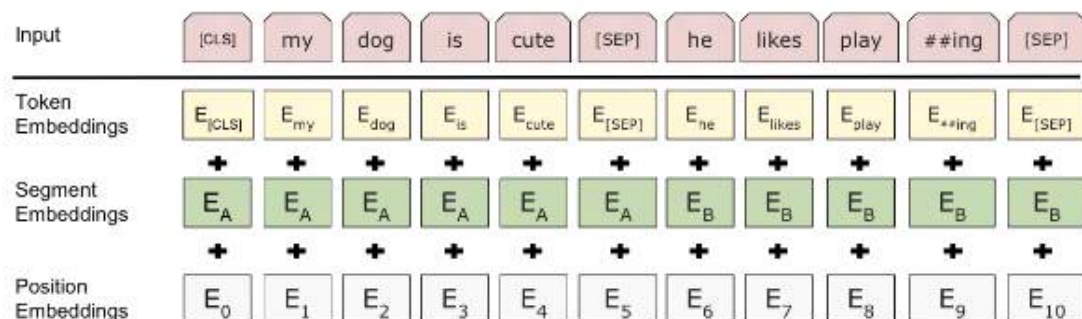 Input [CLS] my dog is cute [SEP] he likes play ##ing [SEP]
Token
Embeddings E[CLS] Emy Edog Eis Ecute E[SEP] Ehe Elikes Eplay E##ing E[SEP]
+ + + + + + + + + + +
Segment
Embeddings EA EA EA EA EA EA EB EB EB EB EB
+ + + + + + + + + + +
Position
Embeddings E0 E1 E2 E3 E4 E5 E6 E7 E8 E9 E10